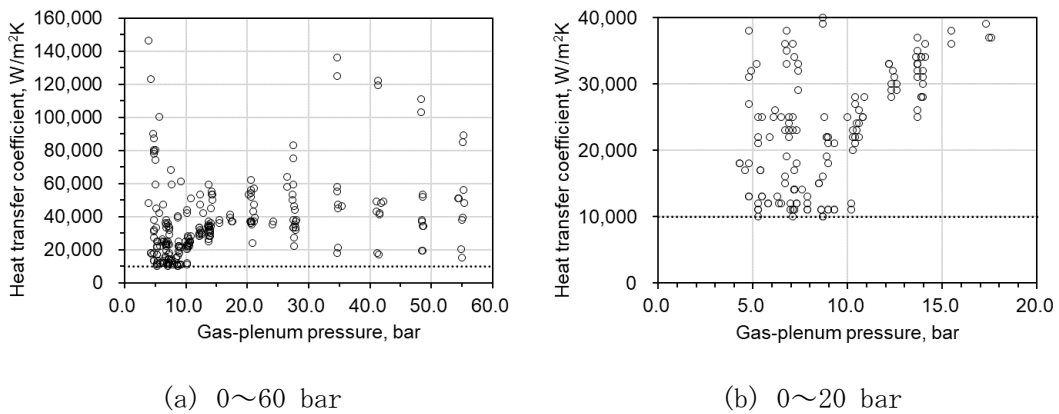 160,000
140,000
120,000
100,000
80,000
60,000
40,000
20,000
0
0.0 10.0 20.0 30.0 40.0 50.0 60.0
Heat transfer coefficient, W/m²K
Gas-plenum pressure, bar
(a) 0～60 bar
40,000
30,000
20,000
10,000
0
0.0 5.0 10.0 15.0 20.0
Heat transfer coefficient, W/m²K
Gas-plenum pressure, bar
(b) 0～20 bar